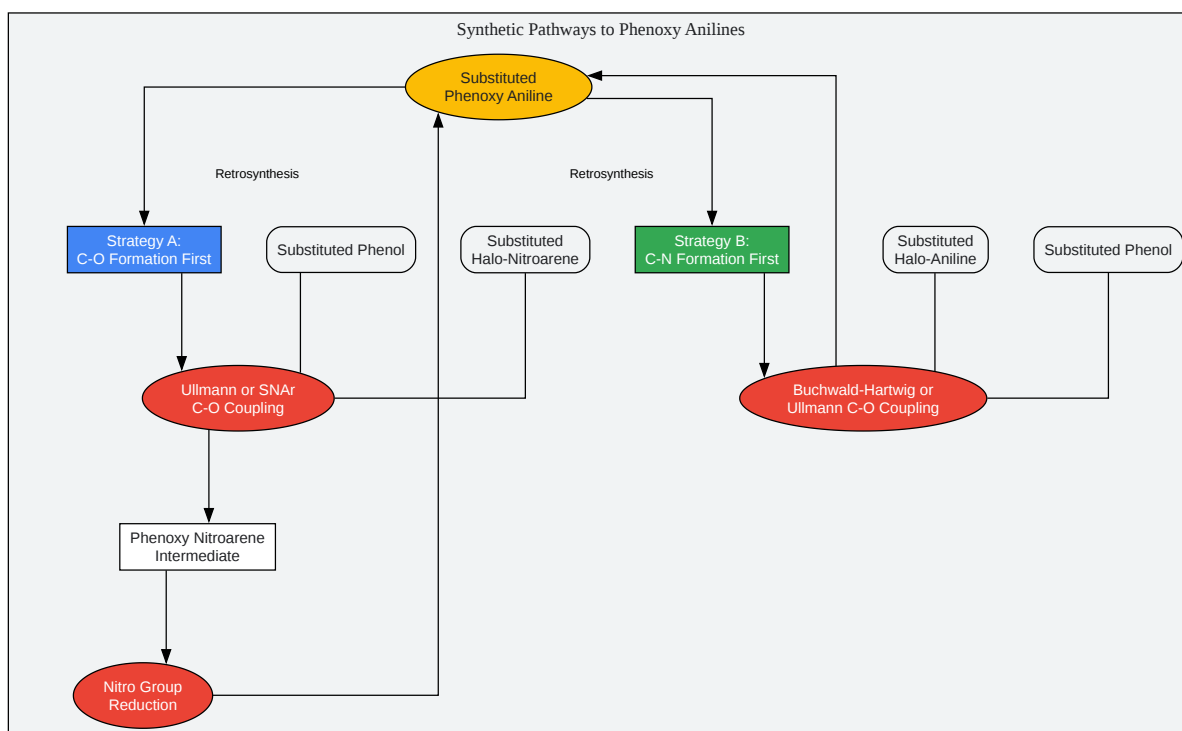 Synthetic Pathways to Phenoxy Anilines
Substituted
Phenoxy Aniline
Retrosynthesis
Retrosynthesis
Strategy A:
C-O Formation First
Substituted Phenol
Substituted
Halo-Nitroarene
Strategy B:
C-N Formation First
Substituted
Halo-Aniline
Substituted Phenol
Ullmann or SNAr
C-O Coupling
Buchwald-Hartwig or
Ullmann C-O Coupling
Phenoxy Nitroarene
Intermediate
Nitro Group
Reduction